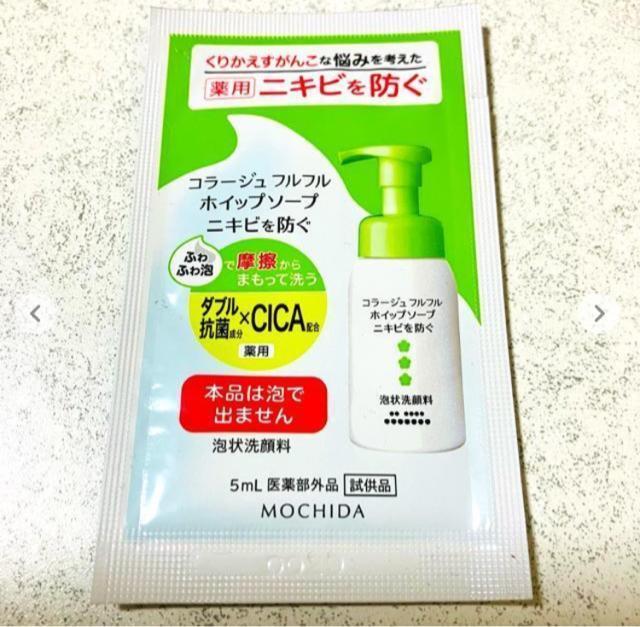 くりかえすがんこな悩みを考えた
薬用 ニキビを防ぐ
コラージュ フルフル
ホイップソープ
ニキビを防ぐ
ふわ
ふわ泡 で摩擦から
まもって洗う
ダブル
抗菌成分×CICA配合
薬用
本品は泡で
出ません
泡状洗顔料
5mL 医薬部外品 試供品
MOCHIDA
コラージュ フルフル
ホイップソープ
ニキビを防ぐ
泡状洗顔料